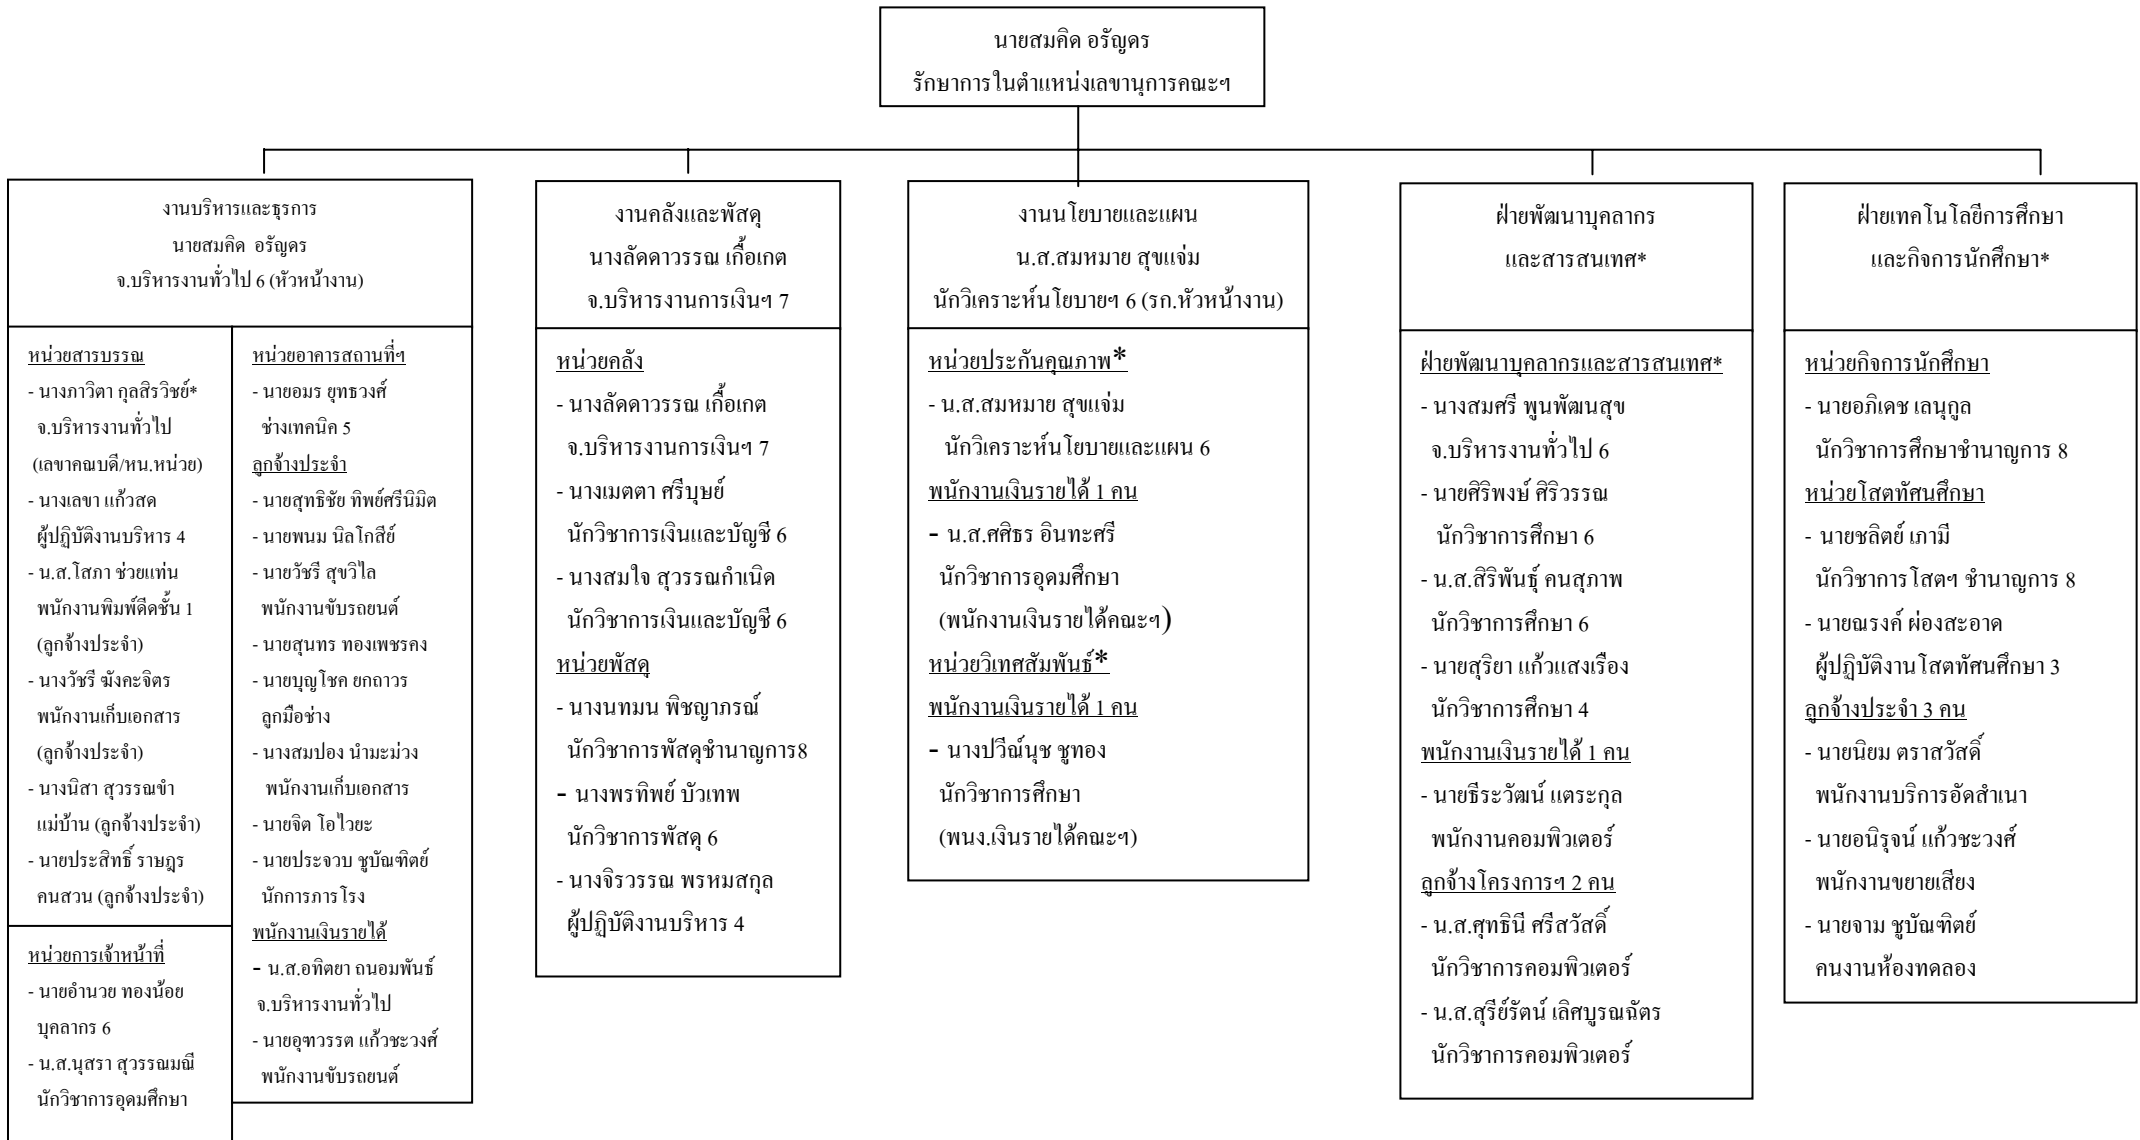 นายสมคิด อรัญดร
รักษาการในตำแหน่งเลขานุการคณะฯ
งานบริหารและธุรการ
นายสมคิด อรัญดร
จ.บริหารงานทั่วไป 6 (หัวหน้างาน)
หน่วยสารบรรณ
- นางภาวิตา กุลสิรวิชย์*
จ.บริหารงานทั่วไป
(เลขาคณบดี/หน.หน่วย)
- นางเลขา แก้วสด
ผู้ปฏิบัติงานบริหาร 4
- น.ส.โสภา ช่วยแท่น
พนักงานพิมพ์ดีดชั้น 1
(ลูกจ้างประจำ)
- นางวัชรี ฆังคะจิตร
พนักงานเก็บเอกสาร
(ลูกจ้างประจำ)
- นางนิสา สุวรรณขำ
แม่บ้าน (ลูกจ้างประจำ)
- นายประสิทธิ์ ราษฎร
คนสวน (ลูกจ้างประจำ)
หน่วยการเจ้าหน้าที่
- นายอำนวย ทองน้อย
บุคลากร 6
- น.ส.นุสรา สุวรรณมณี
นักวิชาการอุดมศึกษา
หน่วยอาคารสถานที่ฯ
- นายอมร ยุทธวงศ์
ช่างเทคนิค 5
ลูกจ้างประจำ
- นายสุทธิชัย ทิพย์ศรีนิมิต
- นายพนม นิลโกสีย์
- นายวัชรี สุขวิไล
พนักงานขับรถยนต์
- นายสุนทร ทองเพชรคง
- นายบุญโชค ยกถาวร
ลูกมือช่าง
- นางสมปอง นำมะม่วง
พนักงานเก็บเอกสาร
- นายจิต โอไวยะ
- นายประจวบ ชูบัณฑิตย์
นักการภารโรง
พนักงานเงินรายได้
- น.ส.อทิตยา ถนอมพันธ์
จ.บริหารงานทั่วไป
- นายอุฑวรรต แก้วชะวงศ์
พนักงานขับรถยนต์
งานคลังและพัสดุ
นางลัดดาวรรณ เกื้อเกต
จ.บริหารงานการเงินฯ 7
หน่วยคลัง
- นางลัดดาวรรณ เกื้อเกต
จ.บริหารงานการเงินฯ 7
- นางเมตตา ศรีบุษย์
นักวิชาการเงินและบัญชี 6
- นางสมใจ สุวรรณกำเนิด
นักวิชาการเงินและบัญชี 6
หน่วยพัสดุ
- นางนทมน พิชญาภรณ์
นักวิชาการพัสดุชำนาญการ8
- นางพรทิพย์ บัวเทพ
นักวิชาการพัสดุ 6
- นางจิรวรรณ พรหมสกุล
ผู้ปฏิบัติงานบริหาร 4
งานนโยบายและแผน
น.ส.สมหมาย สุขแจ่ม
นักวิเคราะห์นโยบายฯ 6 (รก.หัวหน้างาน)
หน่วยประกันคุณภาพ*
- น.ส.สมหมาย สุขแจ่ม
นักวิเคราะห์นโยบายและแผน 6
พนักงานเงินรายได้ 1 คน
- น.ส.ศศิธร อินทะศรี
นักวิชาการอุดมศึกษา
(พนักงานเงินรายได้คณะฯ)
หน่วยวิเทศสัมพันธ์*
พนักงานเงินรายได้ 1 คน
- นางปวีณ์นุช ชูทอง
นักวิชาการศึกษา
(พนง.เงินรายได้คณะฯ)
ฝ่ายพัฒนาบุคลากร
และสารสนเทศ*
ฝ่ายพัฒนาบุคลากรและสารสนเทศ*
- นางสมศรี พูนพัฒนสุข
จ.บริหารงานทั่วไป 6
- นายศิริพงษ์ ศิริวรรณ
นักวิชาการศึกษา 6
- น.ส.สิริพันธุ์ คนสุภาพ
นักวิชาการศึกษา 6
- นายสุริยา แก้วแสงเรือง
นักวิชาการศึกษา 4
พนักงานเงินรายได้ 1 คน
- นายธีระวัฒน์ แตระกุล
พนักงานคอมพิวเตอร์
ลูกจ้างโครงการฯ 2 คน
- น.ส.ศุทธินี ศรีสวัสดิ์
นักวิชาการคอมพิวเตอร์
- น.ส.สุรีย์รัตน์ เลิศบูรณฉัตร
นักวิชาการคอมพิวเตอร์
ฝ่ายเทคโนโลยีการศึกษา
และกิจการนักศึกษา*
หน่วยกิจการนักศึกษา
- นายอภิเดช เลนุกูล
นักวิชาการศึกษาชำนาญการ 8
หน่วยโสตทัศนศึกษา
- นายชลิตย์ เภามี
นักวิชาการโสตฯ ชำนาญการ 8
- นายณรงค์ ผ่องสะอาด
ผู้ปฏิบัติงานโสตทัศนศึกษา 3
ลูกจ้างประจำ 3 คน
- นายนิยม ตราสวัสดิ์
พนักงานบริการอัดสำเนา
- นายอนิรุจน์ แก้วชะวงศ์
พนักงานขยายเสียง
- นายจาม ชูบัณฑิตย์
คนงานห้องทดลอง